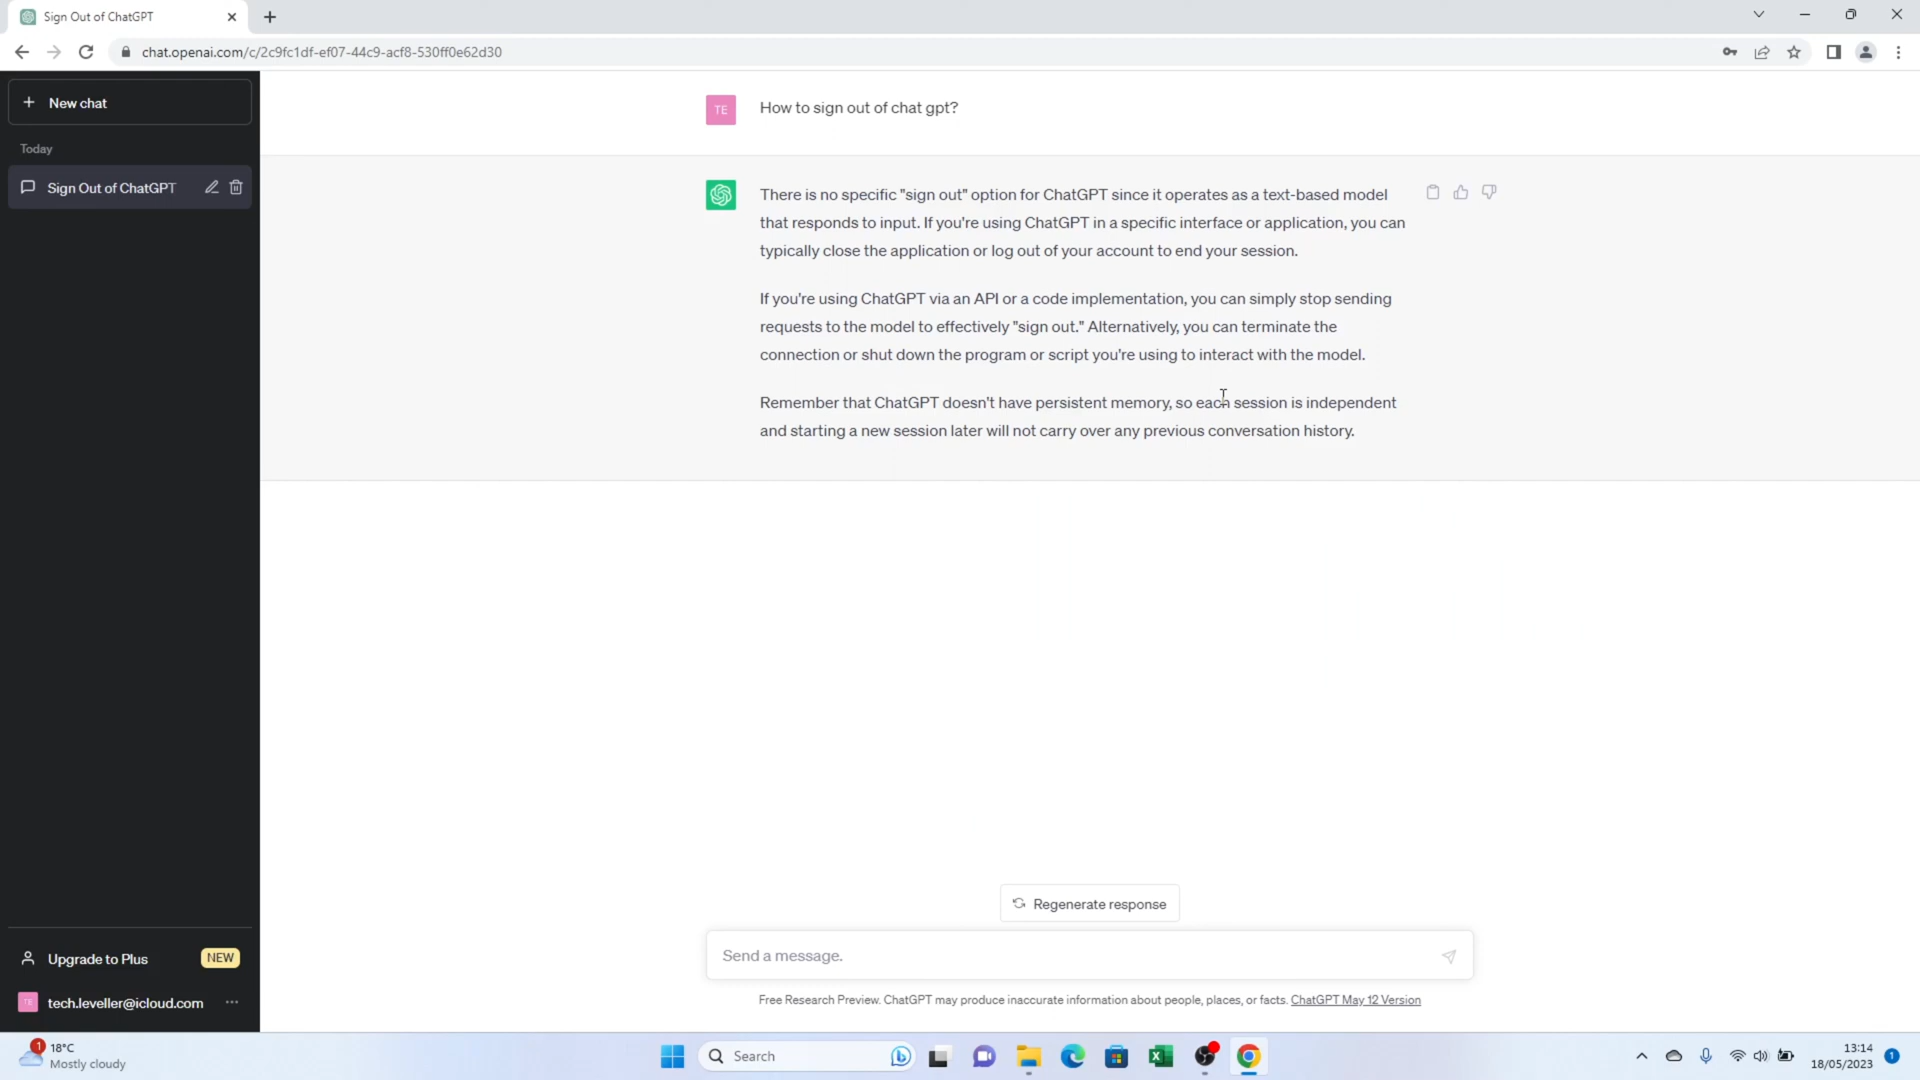 Sign Out of ChatGPT
chat.openai.com/c/2c9fc1df-ef07-44c9-acf8-530ff0e62d30
New chat
Today
Sign Out of ChatGPT
TE
How to sign out of chat gpt?
There is no specific "sign out" option for ChatGPT since it operates as a text-based model
that responds to input. If you're using ChatGPT in a specific interface or application, you can
typically close the application or log out of your account to end your session.
If you're using ChatGPT via an API or a code implementation, you can simply stop sending
requests to the model to effectively "sign out." Alternatively, you can terminate the
connection or shut down the program or script you're using to interact with the model.
Remember that ChatGPT doesn't have persistent memory, so each session is independent
and starting a new session later will not carry over any previous conversation history.
Regenerate response
Send a message.
Free Research Preview. ChatGPT may produce inaccurate information about people, places, or facts. ChatGPT May 12 Version
Upgrade to Plus
NEW
TE
tech.leveller@icloud.com
1
18°C
Mostly cloudy
Search
13:14
18/05/2023
1